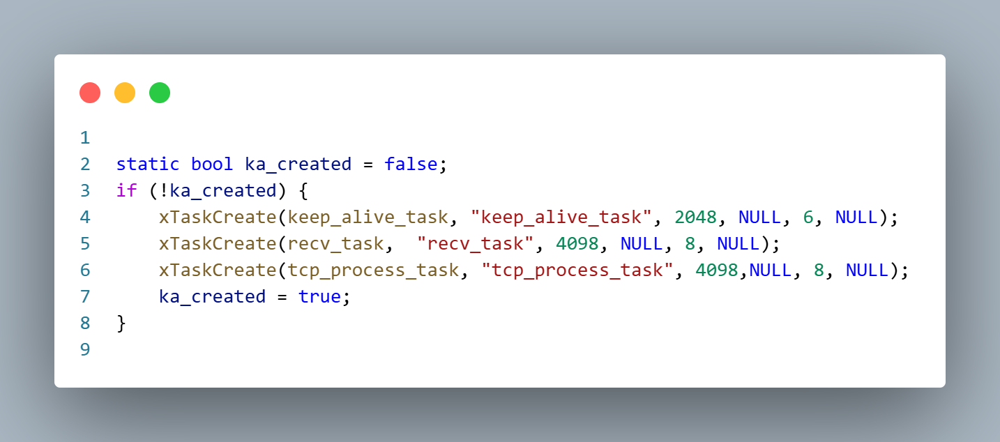 1
2 static bool ka_created = false;
3 if (!ka_created) {
4     xTaskCreate(keep_alive_task, "keep_alive_task", 2048, NULL, 6, NULL);
5     xTaskCreate(recv_task,  "recv_task", 4098, NULL, 8, NULL);
6     xTaskCreate(tcp_process_task, "tcp_process_task", 4098,NULL, 8, NULL);
7     ka_created = true;
8 }
9